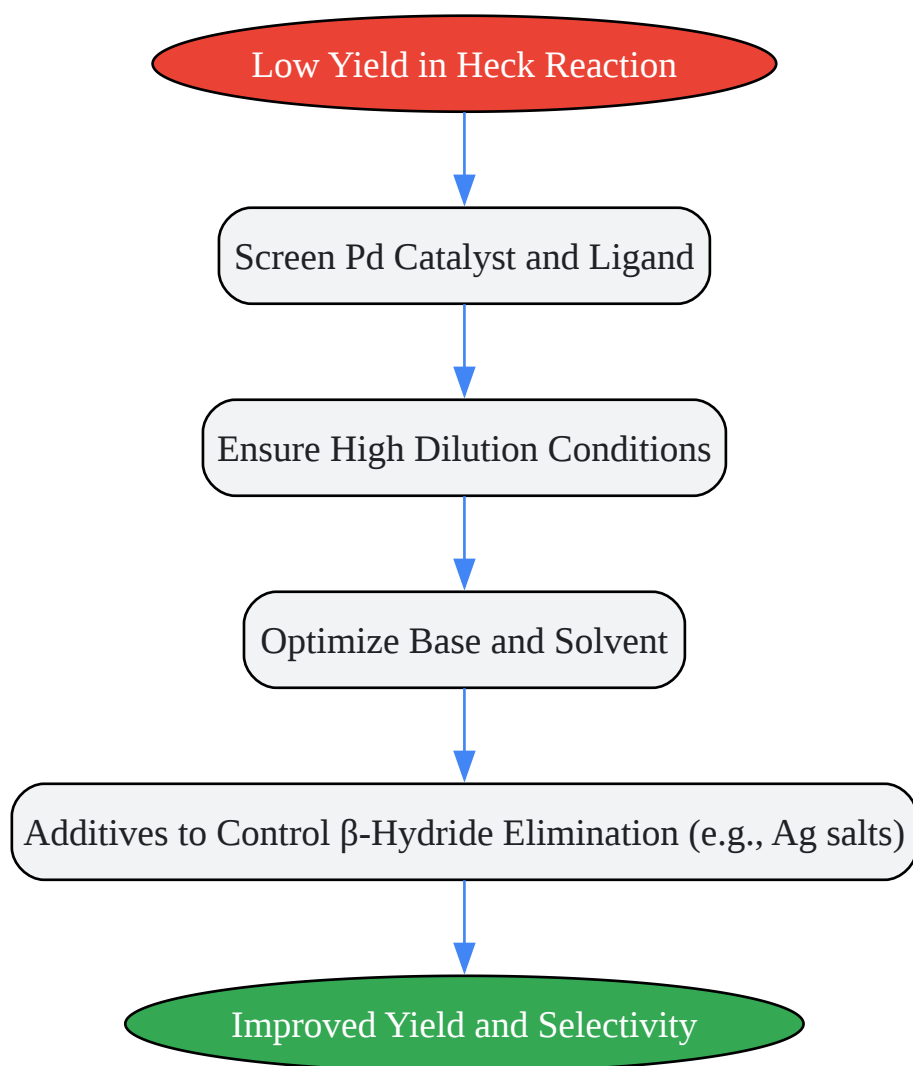 Low Yield in Heck Reaction
Screen Pd Catalyst and Ligand
Ensure High Dilution Conditions
Optimize Base and Solvent
Additives to Control β-Hydride Elimination (e.g., Ag salts)
Improved Yield and Selectivity